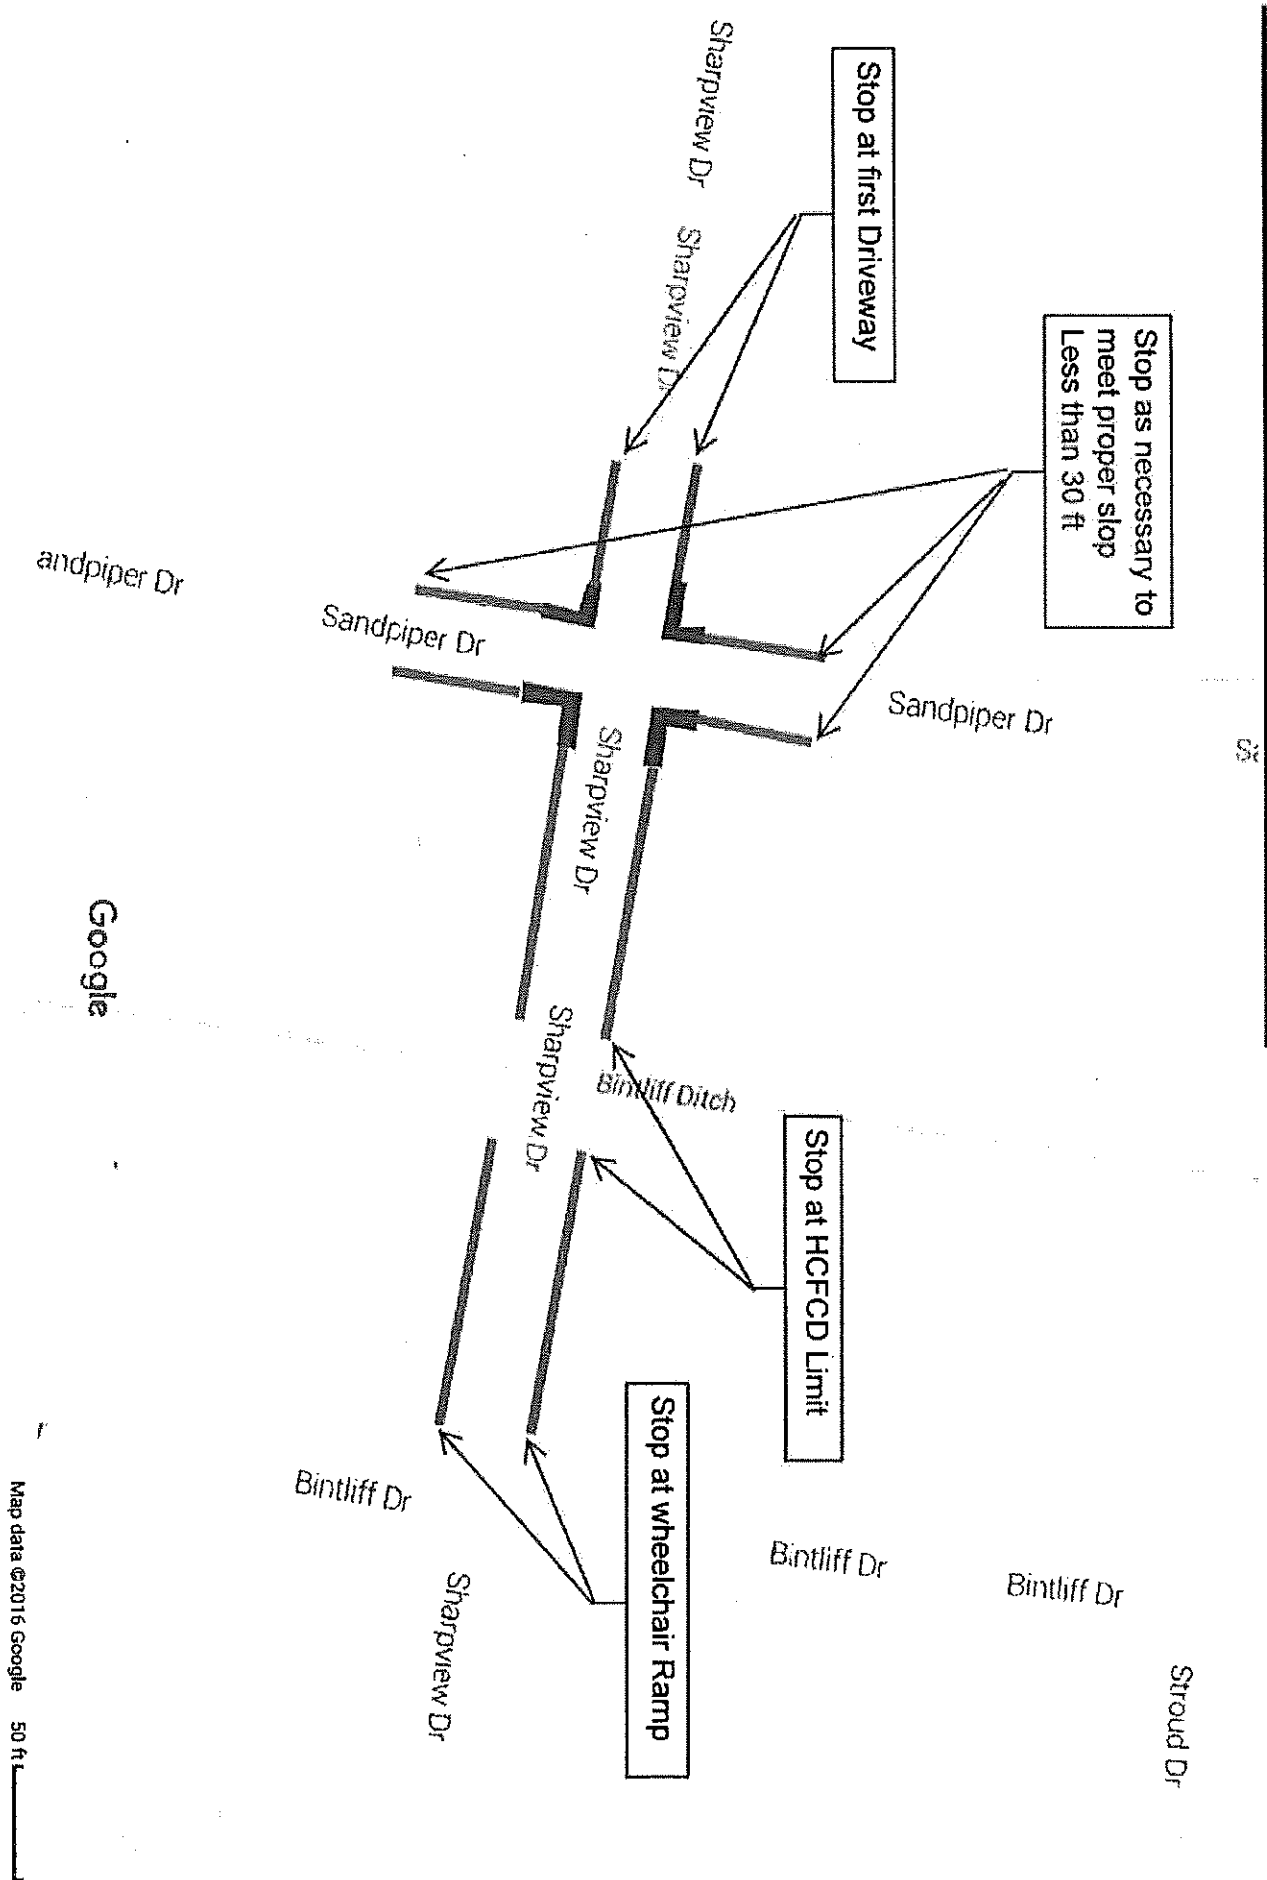 Stop as necessary to
meet proper slop
Less than 30 ft
Stop at first Driveway
Sharpview Dr
Sharpview Dr
Sandpiper Dr
andpiper Dr
Sandpiper Dr
Sharpview Dr
Sharpview Dr
Bintliff Ditch
Stop at HCFCD Limit
Stop at wheelchair Ramp
Stroud Dr
Bintliff Dr
Bintliff Dr
Bintliff Dr
Sharpview Dr
Google
Map data ©2016 Google 50 ft